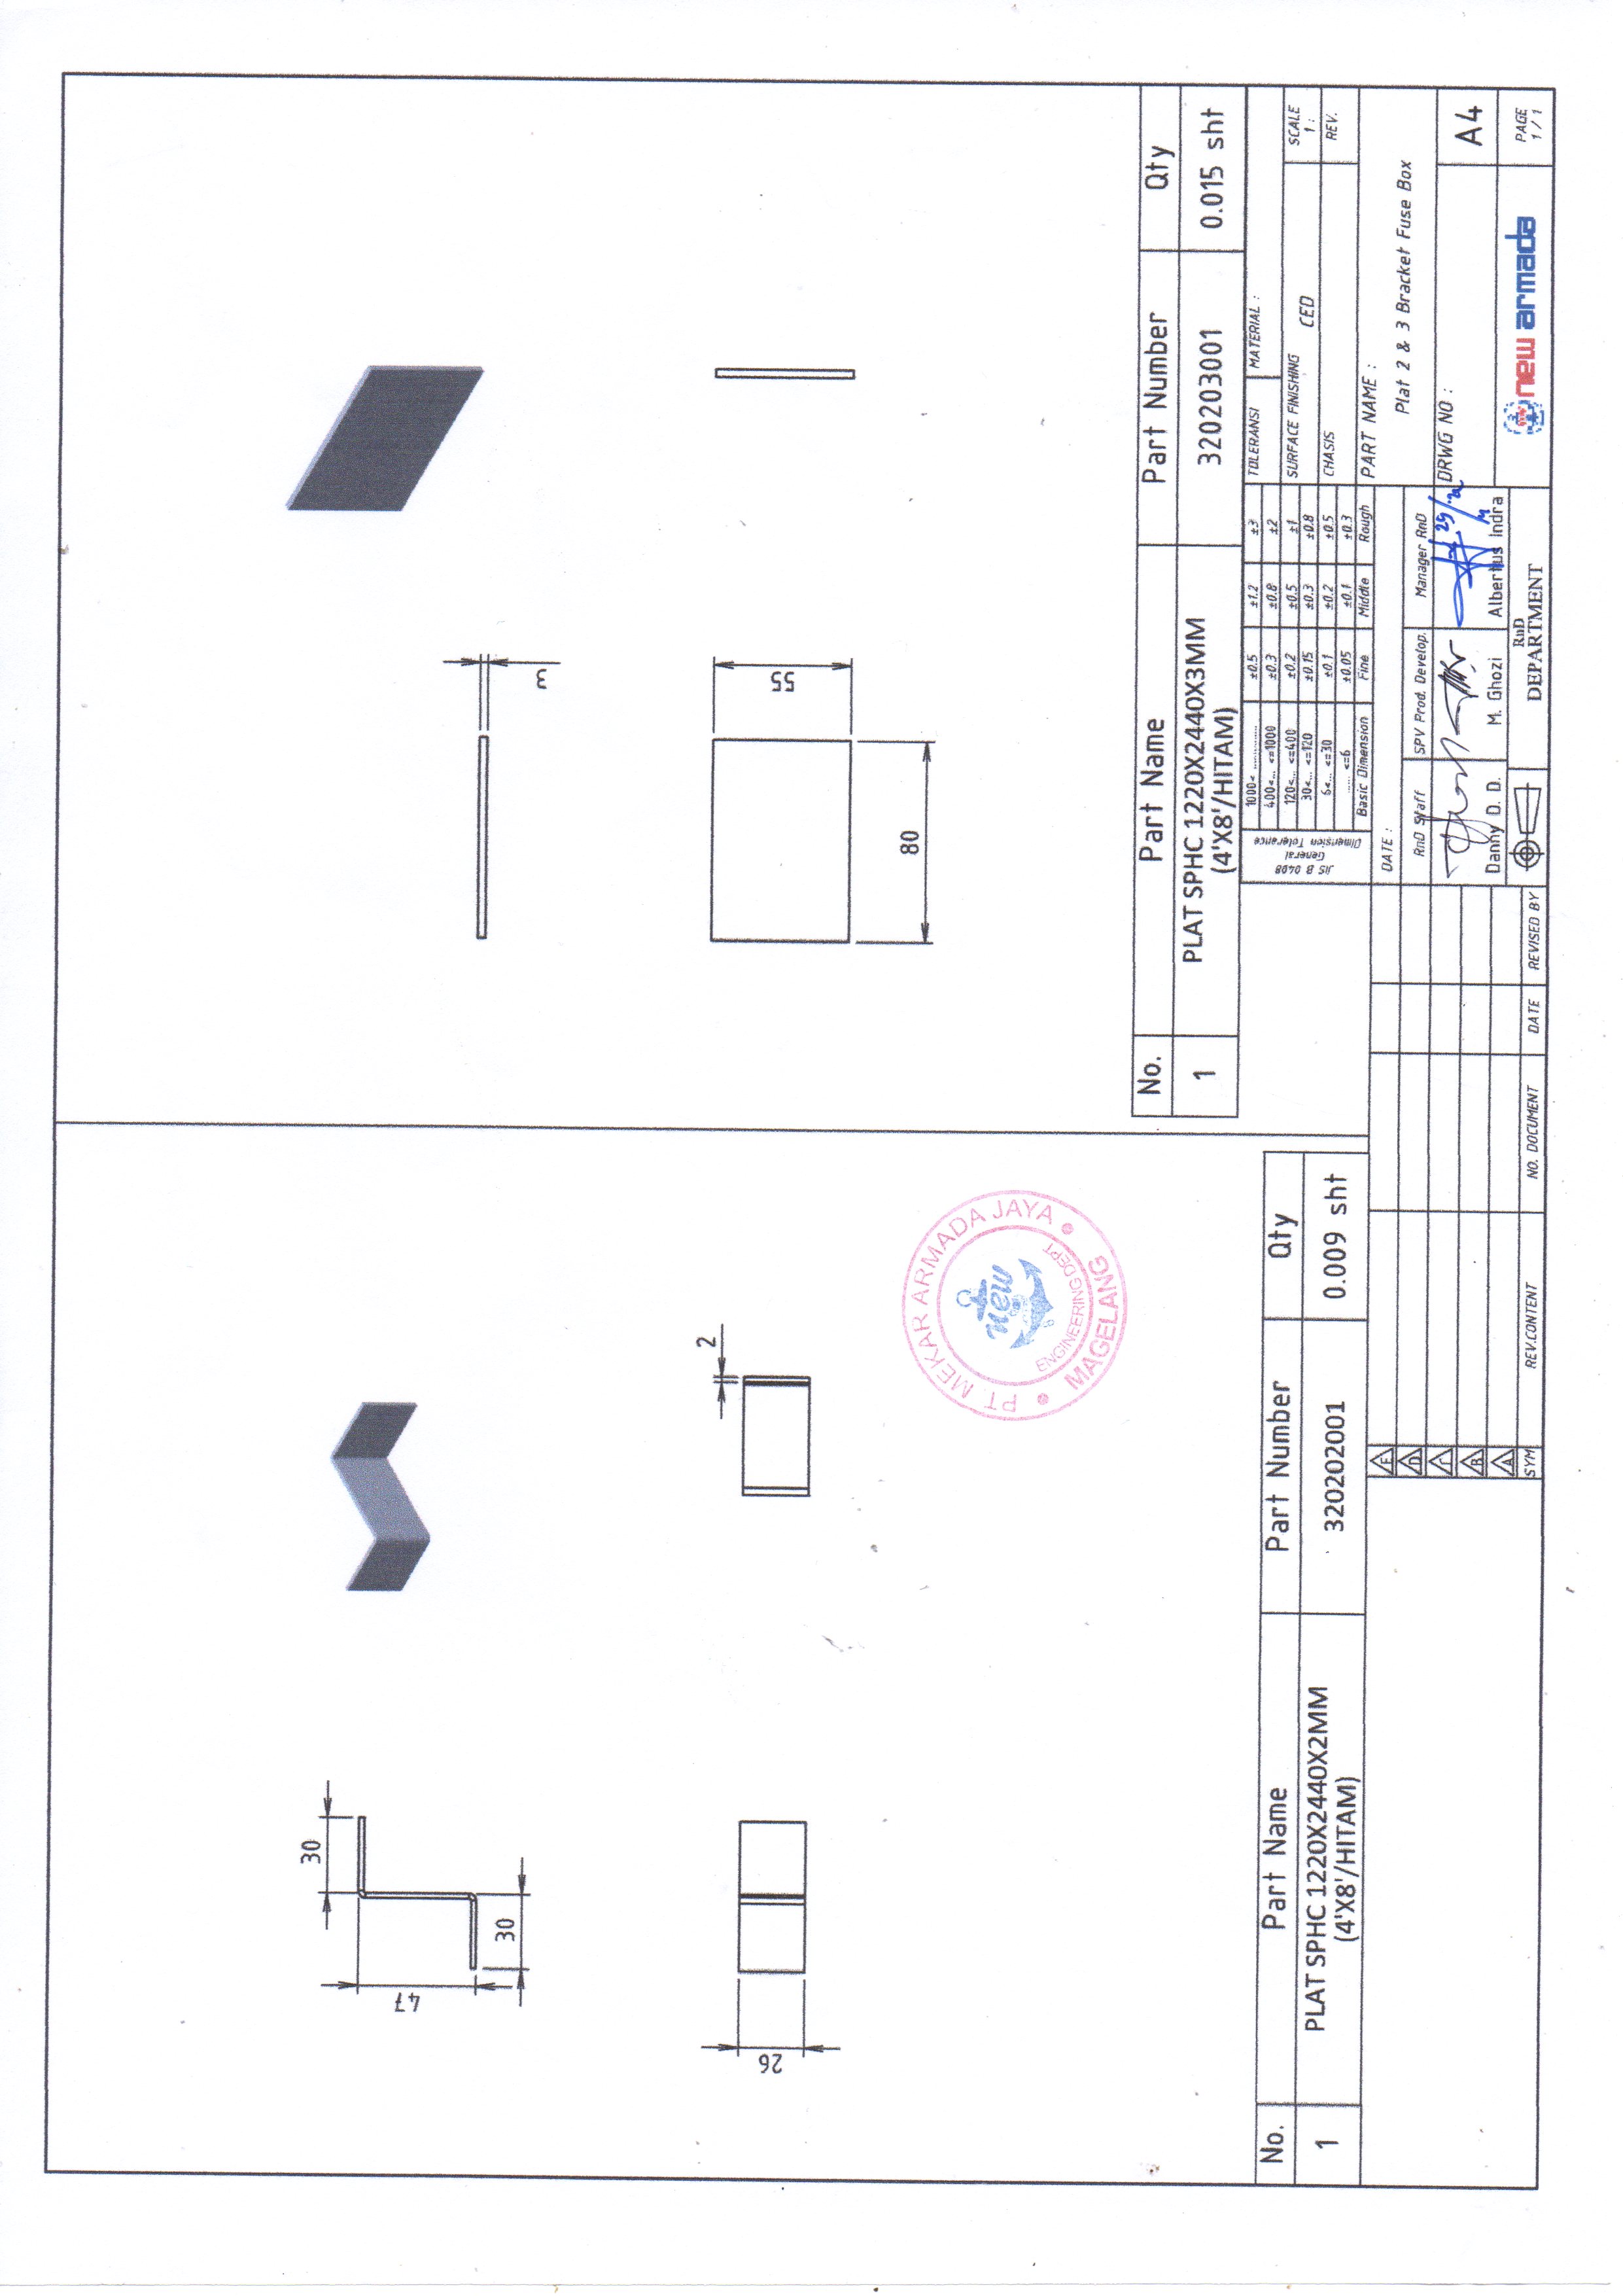 30
47
30
26
2
3
55
80
PT. MEKAR ARMADA JAYA
new
ENGINEERING DEPT
MAGELANG
No. Part Name Part Number Qty
1 PLAT SPHC 1220X2440X3MM
(4'X8'/HITAM) 320203001 0.015 sht
No. Part Name Part Number Qty
1 PLAT SPHC 1220X2440X2MM
(4'X8'/HITAM) 320202001 0.009 sht
JIS B 0408
General
Dimension Tolerance
1000< .............. ±0.5 ±1.2 ±3
400<... <=1000 ±0.3 ±0.8 ±2
120<... <=400 ±0.2 ±0.5 ±1
30<... <=120 ±0.15 ±0.3 ±0.8
6<... <=30 ±0.1 ±0.2 ±0.5
...... <=6 ±0.05 ±0.1 ±0.3
Basic Dimension Fine Middle Rough
TOLERANSI MATERIAL :
SURFACE FINISHING
CED
SCALE
1 :
CHASIS
REV.
PART NAME :
Plat 2 & 3 Bracket Fuse Box
DATE :
RnD Staff SPV Prod. Develop. Manager RnD
Danny D. D. M. Ghozi Albertus Indra
DRWG NO :
A4
RnD
DEPARTMENT
new armada
PAGE
1 / 1
E
D
B
A
SYM REV.CONTENT NO. DOCUMENT DATE REVISED BY